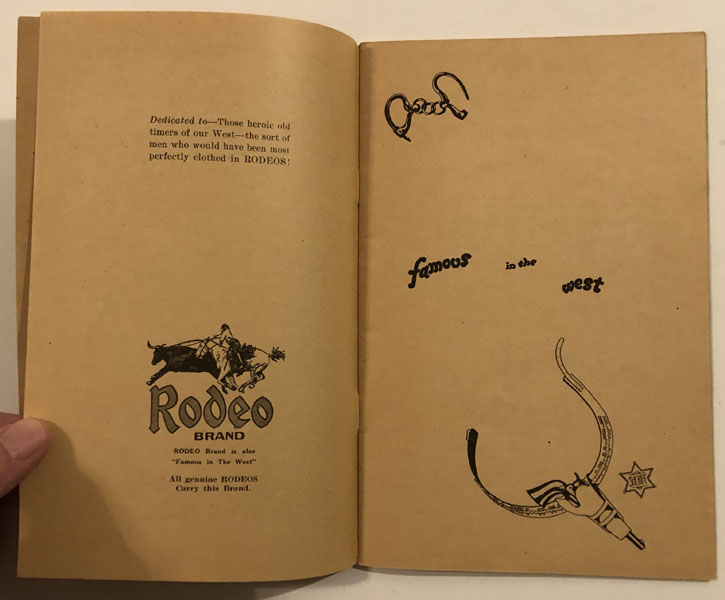 Dedicated to—Those heroic old
timers of our West—the sort of
men who would have been most
perfectly clothed in RODEOS!
Rodeo
BRAND
RODEO Brand is also
"Famous in The West"
All genuine RODEOS
Carry this Brand.
famous in the
west
SHERIFF